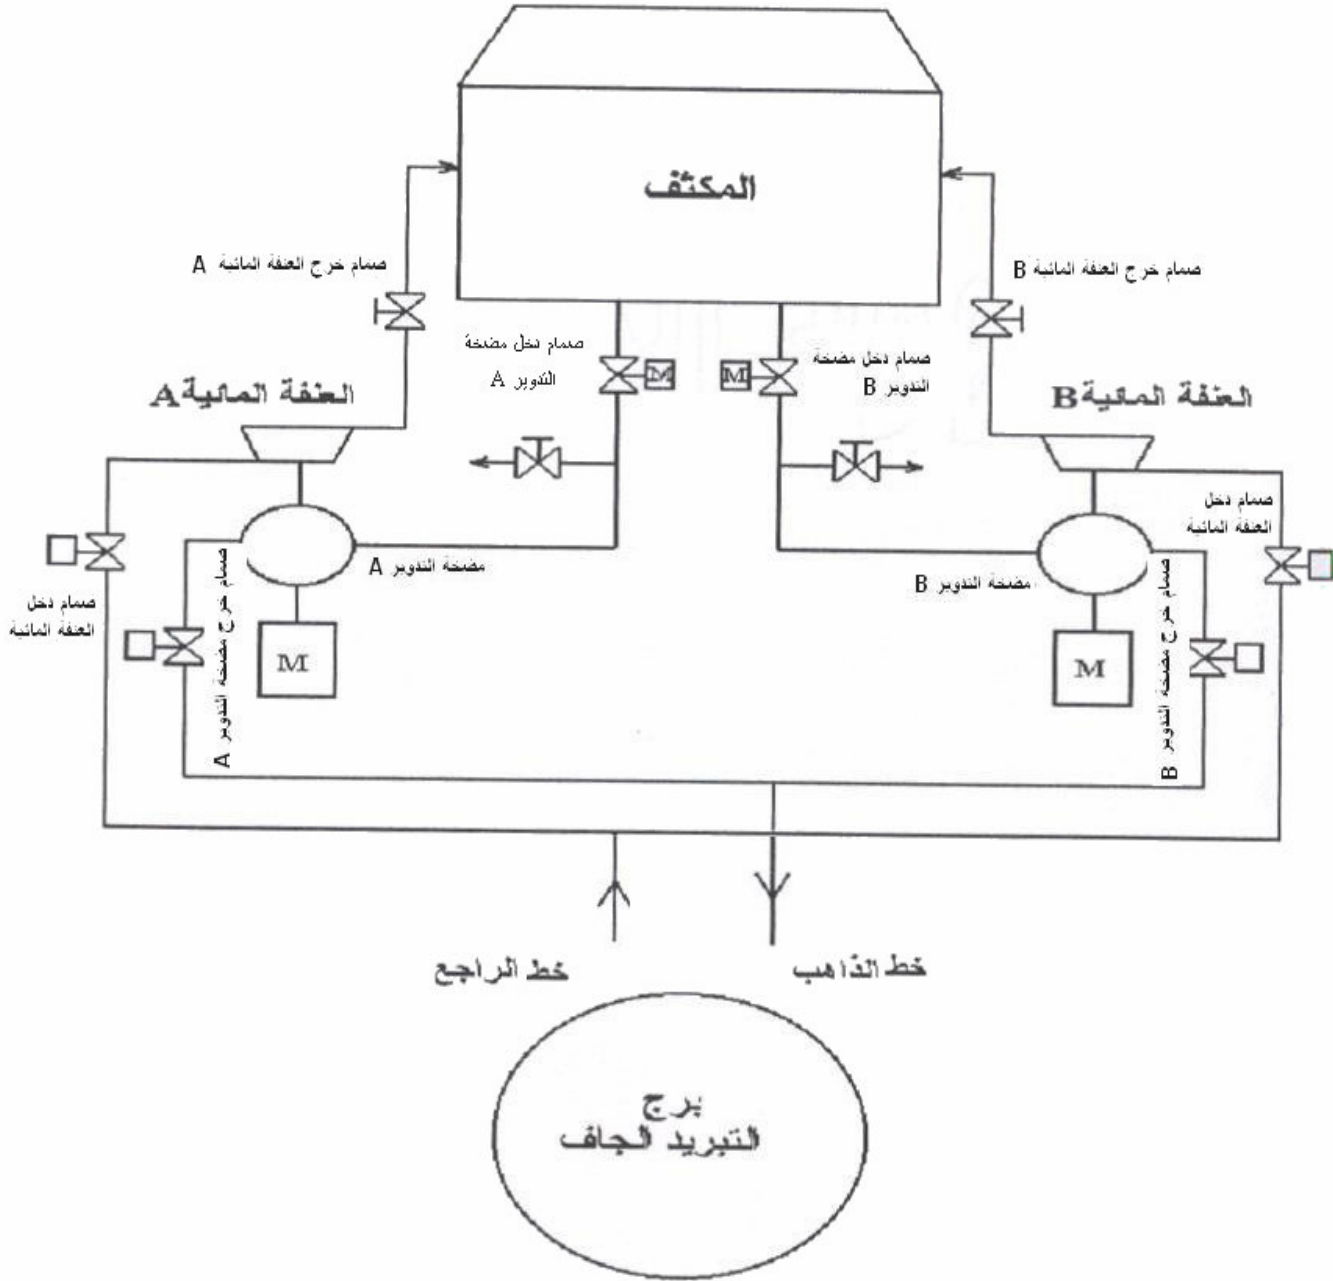 المكثف
صمام خرج العنفة المائية A
صمام خرج العنفة المائية B
صمام دخل مضخة
التدوير A
صمام دخل مضخة
التدوير B
M
M
العنفة المائية A
العنفة المائية B
صمام دخل
العنفة المائية
مضخة التدوير A
مضخة التدوير B
صمام دخل
العنفة المائية
صمام خرج مضخة التدوير A
صمام خرج مضخة التدوير B
M
M
خط الراجع
خط الذاهب
برج
التبريد الجاف